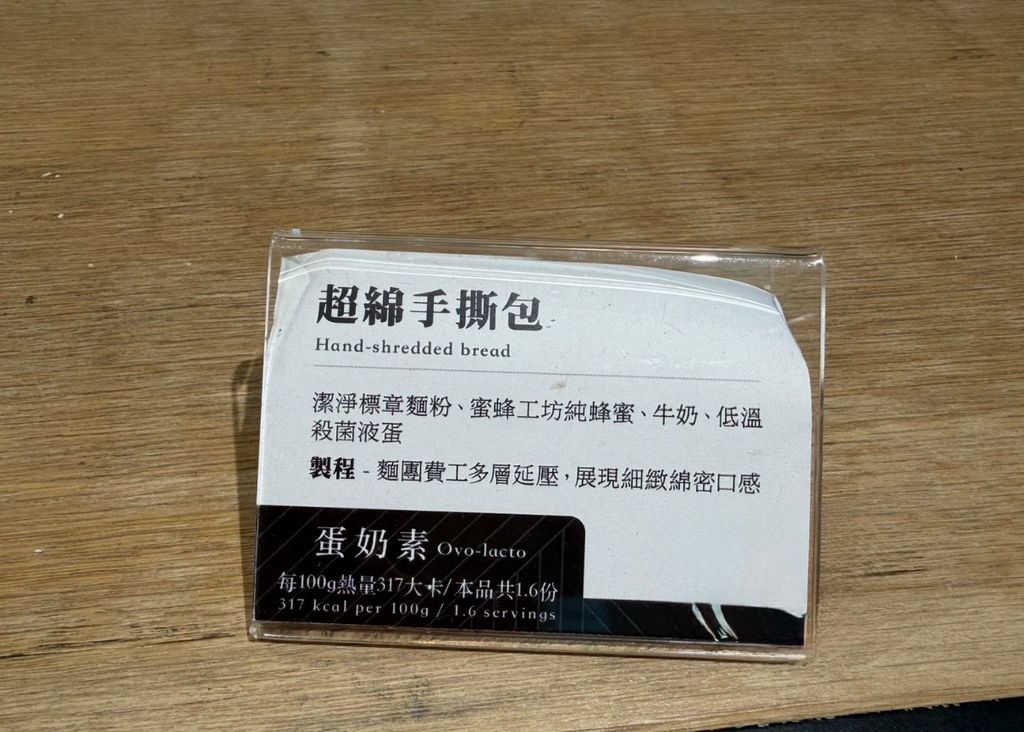 超綿手撕包
Hand-shredded bread
潔淨標章麵粉、蜜蜂工坊純蜂蜜、牛奶、低溫
殺菌液蛋
製程 - 麵團費工多層延壓，展現細緻綿密口感
蛋奶素 Ovo-lacto
每100g熱量317大卡/本品共1.6份
317 kcal per 100g / 1.6 servings